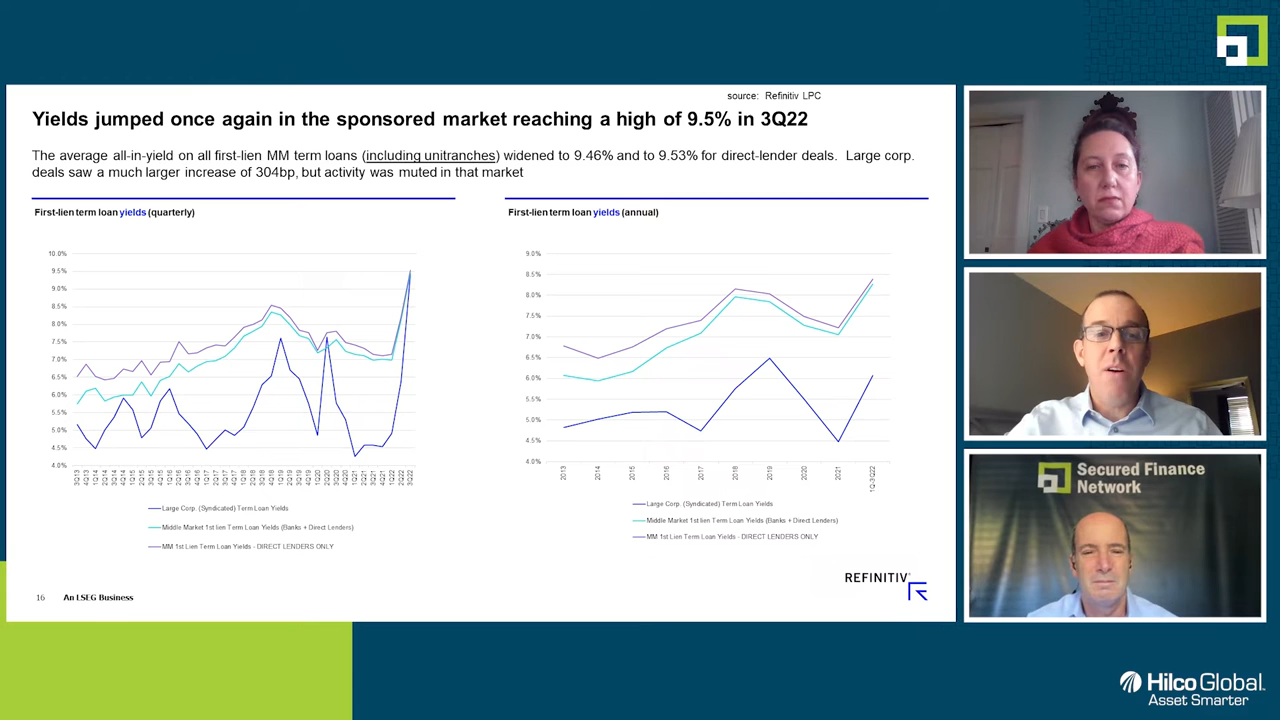 source: Refinitiv LPC
Yields jumped once again in the sponsored market reaching a high of 9.5% in 3Q22
The average all-in-yield on all first-lien MM term loans (including unitranches) widened to 9.46% and to 9.53% for direct-lender deals. Large corp.
deals saw a much larger increase of 304bp, but activity was muted in that market
First-lien term loan yields (quarterly)
10.0%
9.5%
9.0%
8.5%
8.0%
7.5%
7.0%
6.5%
6.0%
5.5%
5.0%
4.5%
4.0%
Large Corp. (Syndicated) Term Loan Yields
Middle Market 1st lien Term Loan Yields (Banks + Direct Lenders)
MM 1st Lien Term Loan Yields - DIRECT LENDERS ONLY
First-lien term loan yields (annual)
9.0%
8.5%
8.0%
7.5%
7.0%
6.5%
6.0%
5.5%
5.0%
4.5%
4.0%
2013
2014
2015
2016
2017
2018
2019
2020
2021
1Q-3Q22
Large Corp. (Syndicated) Term Loan Yields
Middle Market 1st lien Term Loan Yields (Banks + Direct Lenders)
MM 1st Lien Term Loan Yields - DIRECT LENDERS ONLY
REFINITIV
16 An LSEG Business
Secured Finance
Network
Hilco Global
Asset Smarter